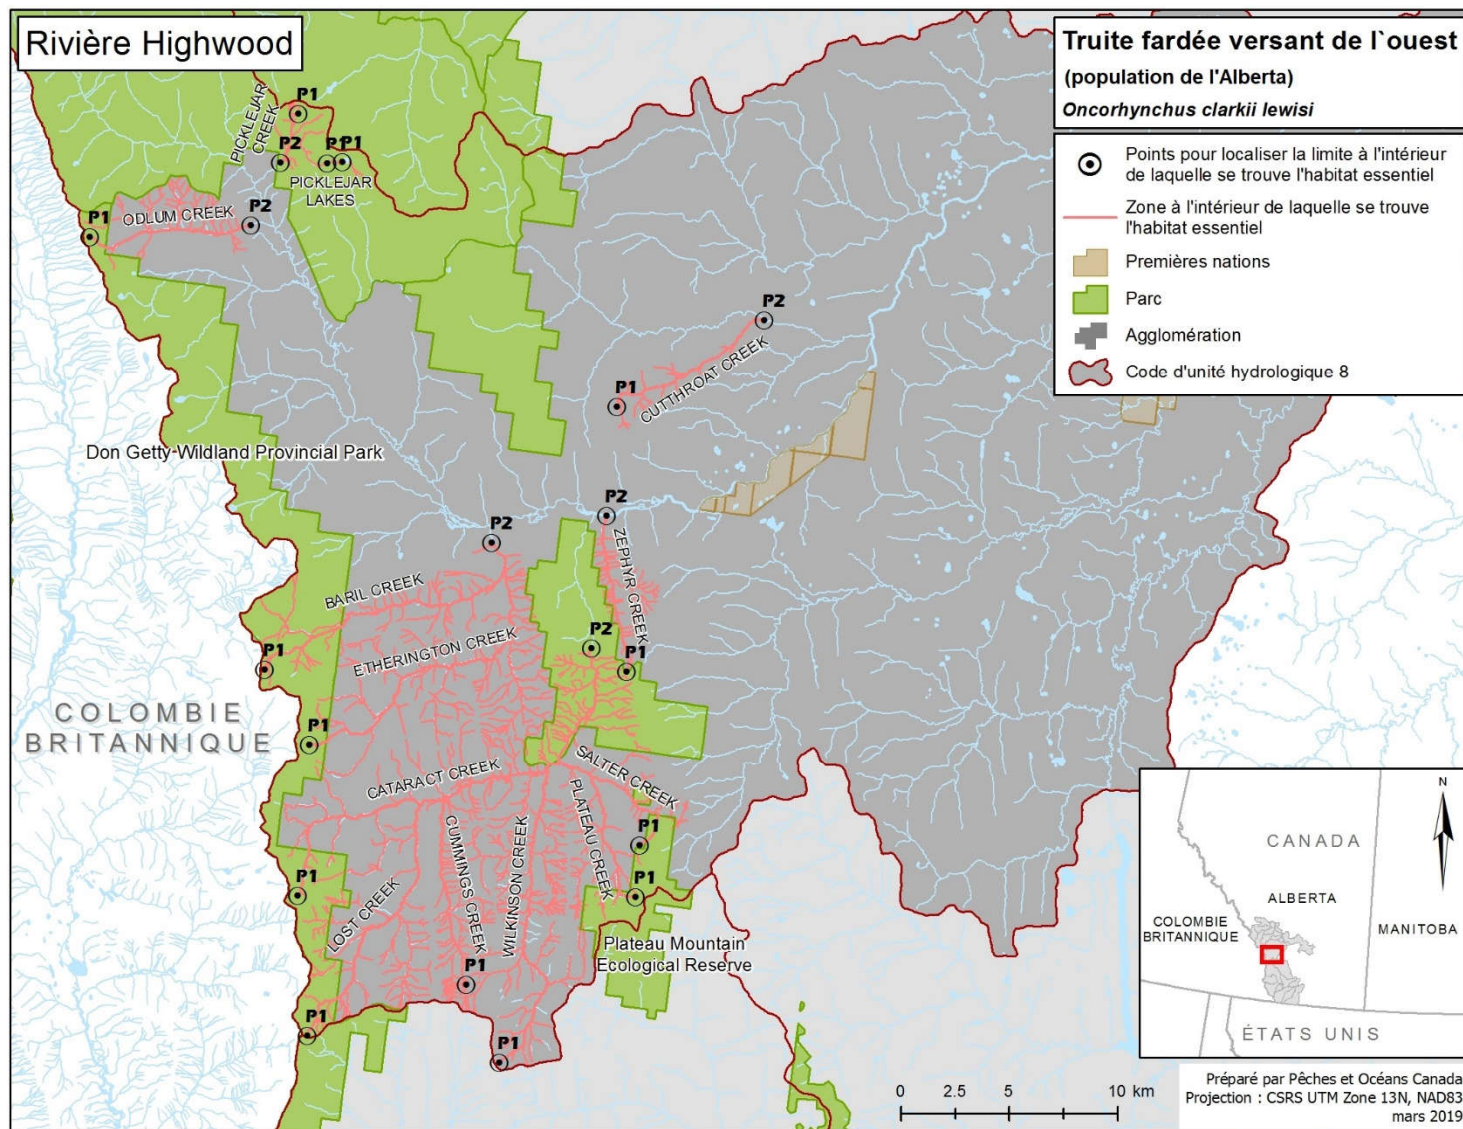 Rivière Highwood
Truite fardée versant de l`ouest
(population de l'Alberta)
Oncorhynchus clarkii lewisi
Points pour localiser la limite à l'intérieur
de laquelle se trouve l'habitat essentiel
Zone à l'intérieur de laquelle se trouve
l'habitat essentiel
Premières nations
Parc
Agglomération
Code d'unité hydrologique 8
P1
PICKLEJAR
CREEK
P2
P1
PICKLEJAR
LAKES
ODLUM CREEK
P2
P1
P2
P1
CUTTHROAT CREEK
Don Getty Wildland Provincial Park
P2
P2
ZEPHYR CREEK
BARIL CREEK
P2
ETHERINGTON CREEK
P1
P1
COLOMBIE
BRITANNIQUE
P1
SALTER CREEK
CATARACT CREEK
PLATEAU CREEK
CUMMINGS CREEK
WILKINSON CREEK
P1
P1
P1
LOST CREEK
Plateau Mountain
Ecological Reserve
P1
P1
P1
N
CANADA
ALBERTA
COLOMBIE
BRITANNIQUE
MANITOBA
ÉTATS UNIS
0 2.5 5 10 km
Préparé par Pêches et Océans Canada
Projection : CSRS UTM Zone 13N, NAD83
mars 2019